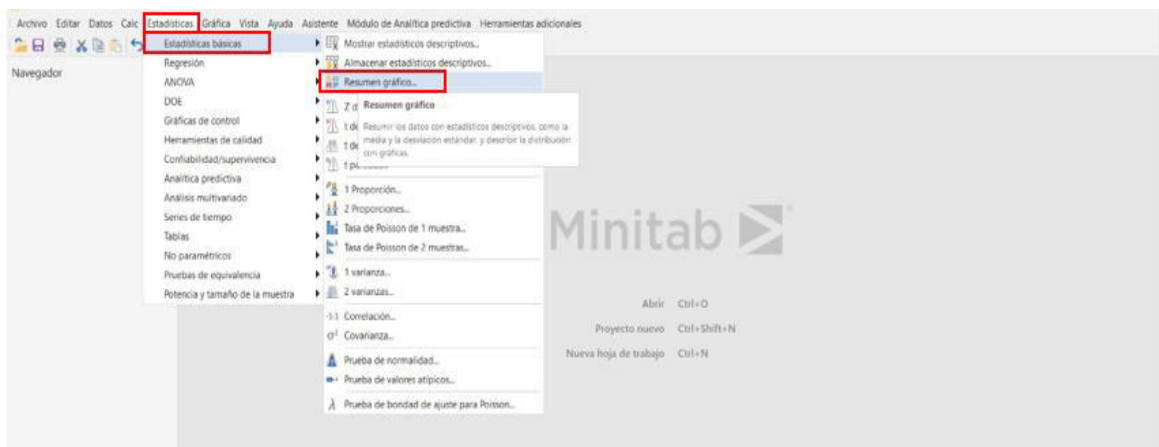 Archivo Editar Datos Calc Estadísticas Gráfica Vista Ayuda Asistente Módulo de Analítica predictiva Herramientas adicionales
Navegador
Estadísticas básicas
Regresión
ANOVA
DOE
Gráficas de control
Herramientas de calidad
Confiabilidad/supervivencia
Analítica predictiva
Análisis multivariado
Series de tiempo
Tablas
No paramétricos
Pruebas de equivalencia
Potencia y tamaño de la muestra
Mostrar estadísticos descriptivos...
Almacenar estadísticos descriptivos...
Resumen gráfico...
Z d
t de
t de
t
Resumen gráfico
Resumir los datos con estadísticos descriptivos, como la
media y la desviación estándar, y describir la distribución
con gráficas.
1 Proporción...
2 Proporciones...
Tasa de Poisson de 1 muestra...
Tasa de Poisson de 2 muestras...
1 varianza...
2 varianzas...
Correlación...
σ² Covarianza...
Prueba de normalidad...
Prueba de valores atípicos...
λ Prueba de bondad de ajuste para Poisson...
Minitab
Abrir Ctrl+O
Proyecto nuevo Ctrl+Shift+N
Nueva hoja de trabajo Ctrl+N